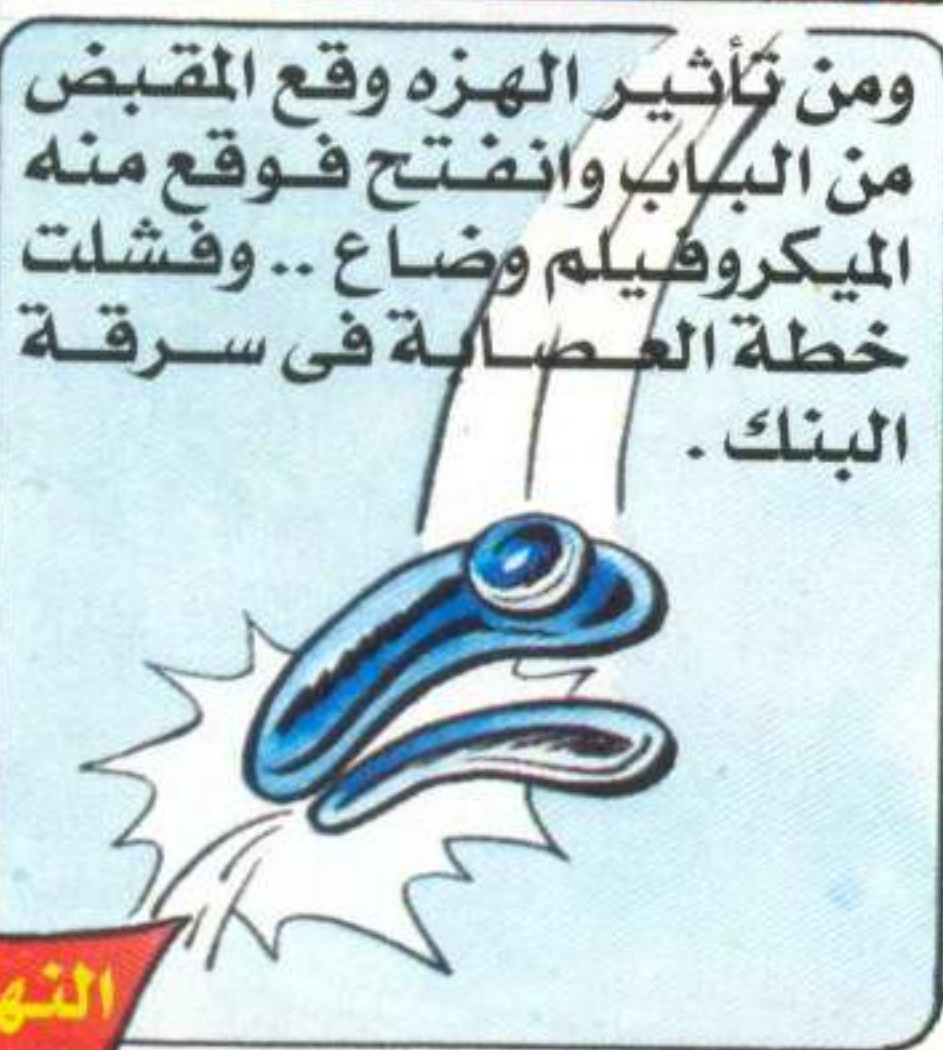 ومن تأثير الهزه وقع المقبض
من الباب وانفتح فوقع منه
الميكروفيلم وضاع .. وفشلت
خطة العصابة فى سرقة
البنك .